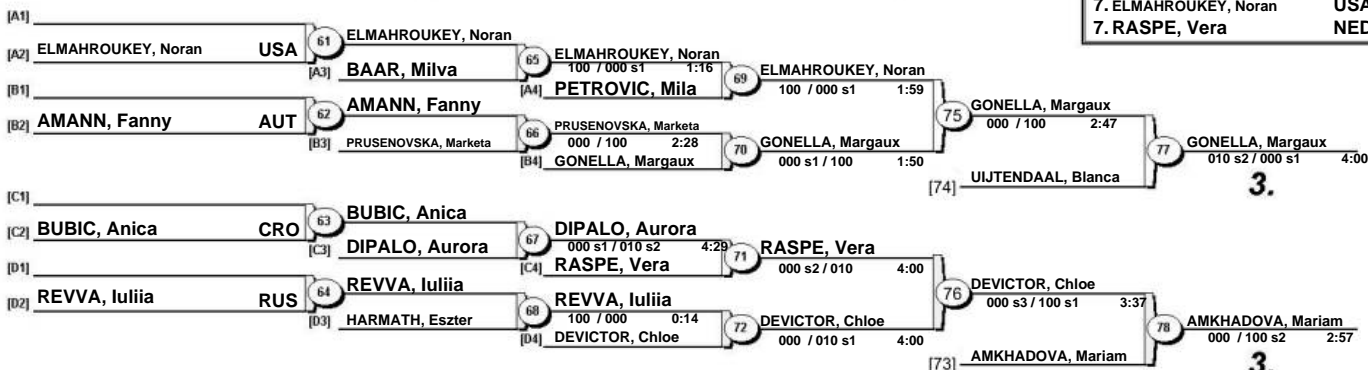 7. ELMAHROUKEY, Noran USA
7. RASPE, Vera NED
[A1]
[A2] ELMAHROUKEY, Noran USA
61
ELMAHROUKEY, Noran
[A3] BAAR, Milva
65
ELMAHROUKEY, Noran
100 / 000 s1 1:16
[A4] PETROVIC, Mila
69
ELMAHROUKEY, Noran
100 / 000 s1 1:59
[B1]
[B2] AMANN, Fanny AUT
62
AMANN, Fanny
[B3] PRUSENOVSKA, Marketa
66
PRUSENOVSKA, Marketa
000 / 100 2:28
[B4] GONELLA, Margaux
70
GONELLA, Margaux
000 s1 / 100 1:50
75
GONELLA, Margaux
000 / 100 2:47
[74] UIJTENDAAL, Blanca
77
GONELLA, Margaux
010 s2 / 000 s1 4:00
3.
[C1]
[C2] BUBIC, Anica CRO
63
BUBIC, Anica
[C3] DIPALO, Aurora
67
DIPALO, Aurora
000 s1 / 010 s2 4:29
[C4] RASPE, Vera
71
RASPE, Vera
000 s2 / 010 4:00
[D1]
[D2] REVVA, Iuliia RUS
64
REVVA, Iuliia
[D3] HARMATH, Eszter
68
REVVA, Iuliia
100 / 000 0:14
[D4] DEVICTOR, Chloe
72
DEVICTOR, Chloe
000 / 010 s1 4:00
76
DEVICTOR, Chloe
000 s3 / 100 s1 3:37
[73] AMKHADOVA, Mariam
78
AMKHADOVA, Mariam
000 / 100 s2 2:57
3.